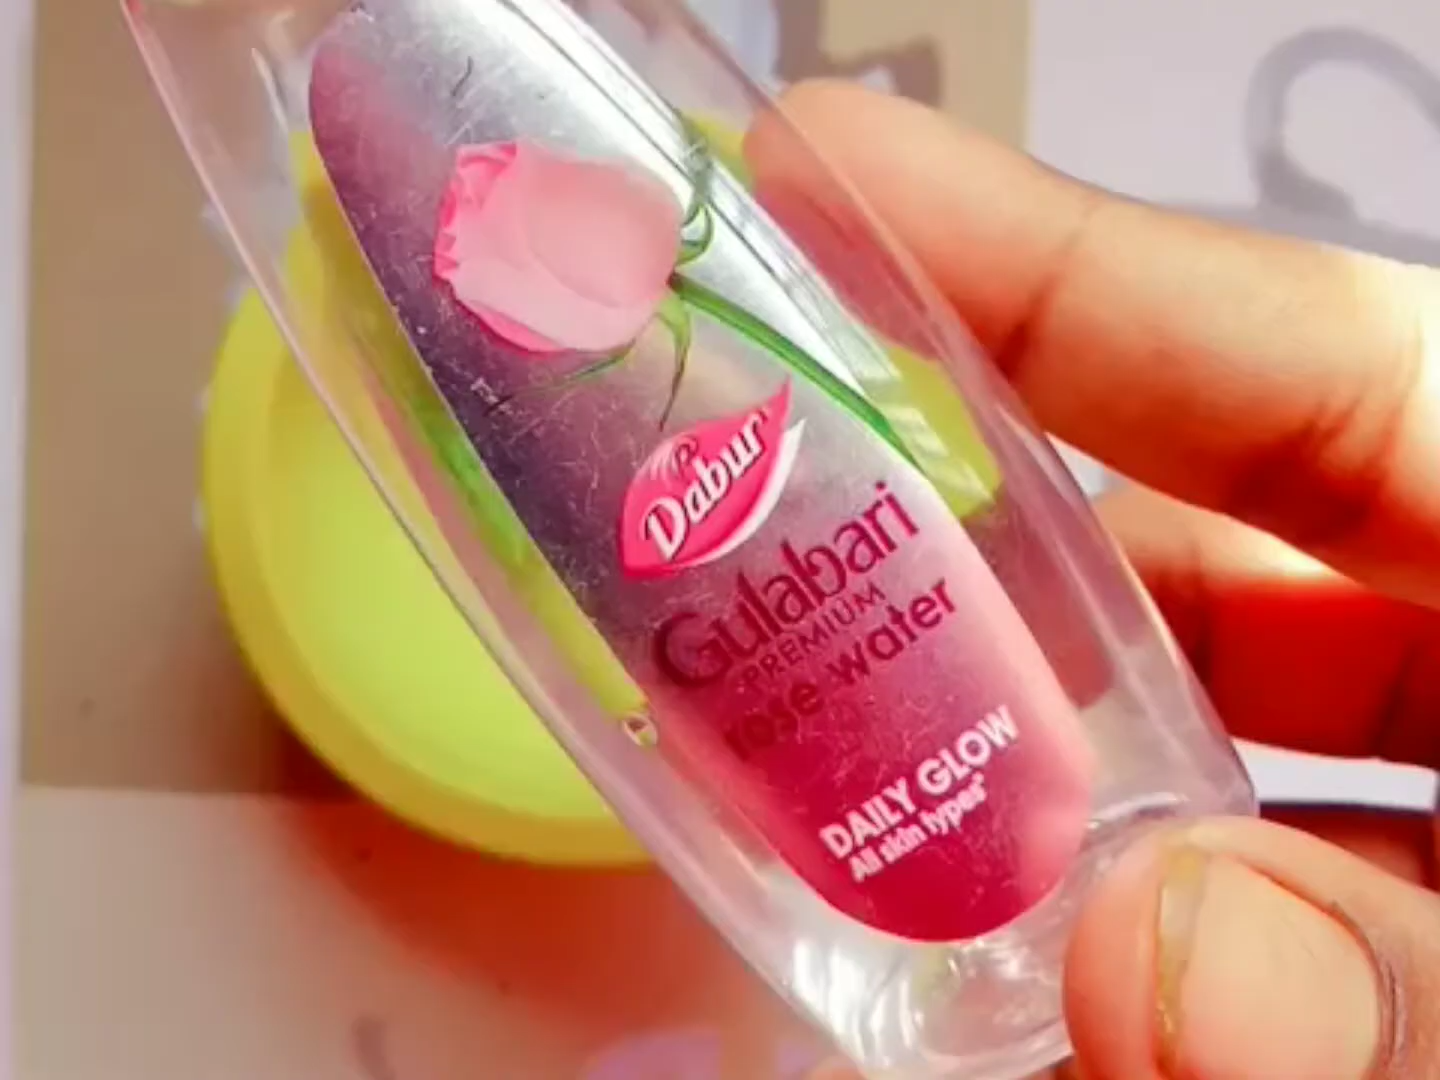 Dabur
Gulabari
PREMIUM
rose water
DAILY GLOW
All skin types*